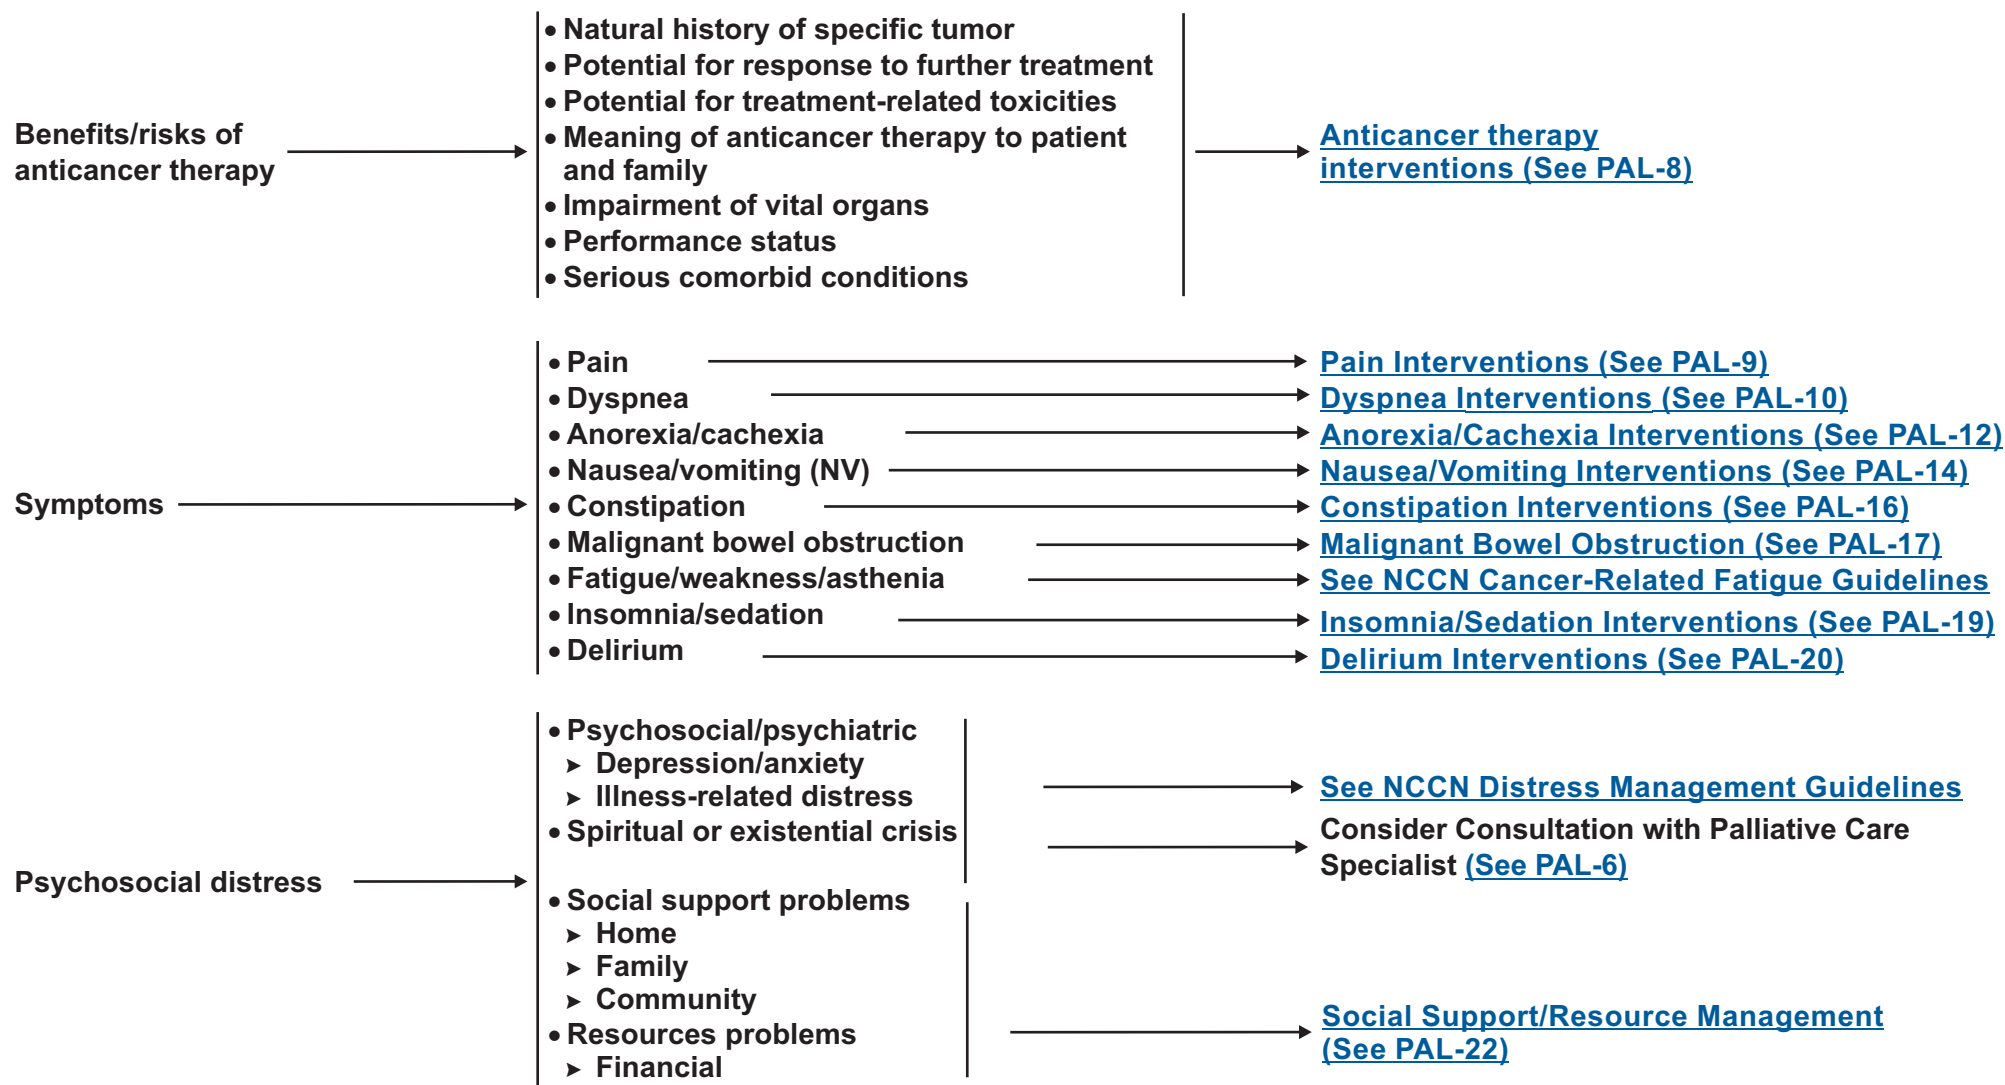 Benefits/risks of
anticancer therapy
• Natural history of specific tumor
• Potential for response to further treatment
• Potential for treatment-related toxicities
• Meaning of anticancer therapy to patient
and family
• Impairment of vital organs
• Performance status
• Serious comorbid conditions
Anticancer therapy
interventions (See PAL-8)
Symptoms
• Pain
• Dyspnea
• Anorexia/cachexia
• Nausea/vomiting (NV)
• Constipation
• Malignant bowel obstruction
• Fatigue/weakness/asthenia
• Insomnia/sedation
• Delirium
Pain Interventions (See PAL-9)
Dyspnea Interventions (See PAL-10)
Anorexia/Cachexia Interventions (See PAL-12)
Nausea/Vomiting Interventions (See PAL-14)
Constipation Interventions (See PAL-16)
Malignant Bowel Obstruction (See PAL-17)
See NCCN Cancer-Related Fatigue Guidelines
Insomnia/Sedation Interventions (See PAL-19)
Delirium Interventions (See PAL-20)
Psychosocial distress
• Psychosocial/psychiatric
➤ Depression/anxiety
➤ Illness-related distress
• Spiritual or existential crisis
• Social support problems
➤ Home
➤ Family
➤ Community
• Resources problems
➤ Financial
See NCCN Distress Management Guidelines
Consider Consultation with Palliative Care
Specialist (See PAL-6)
Social Support/Resource Management
(See PAL-22)